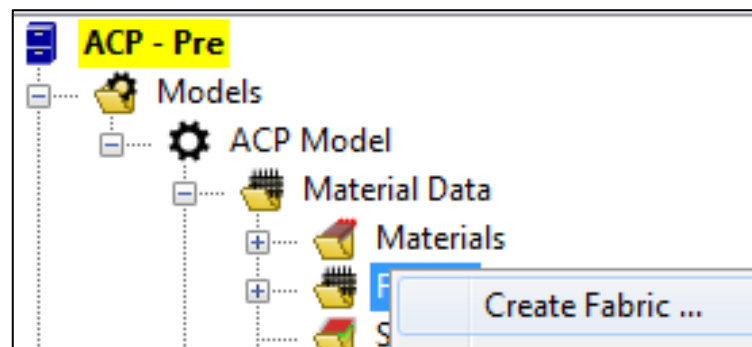 ACP - Pre
Models
ACP Model
Material Data
Materials
Create Fabric ...